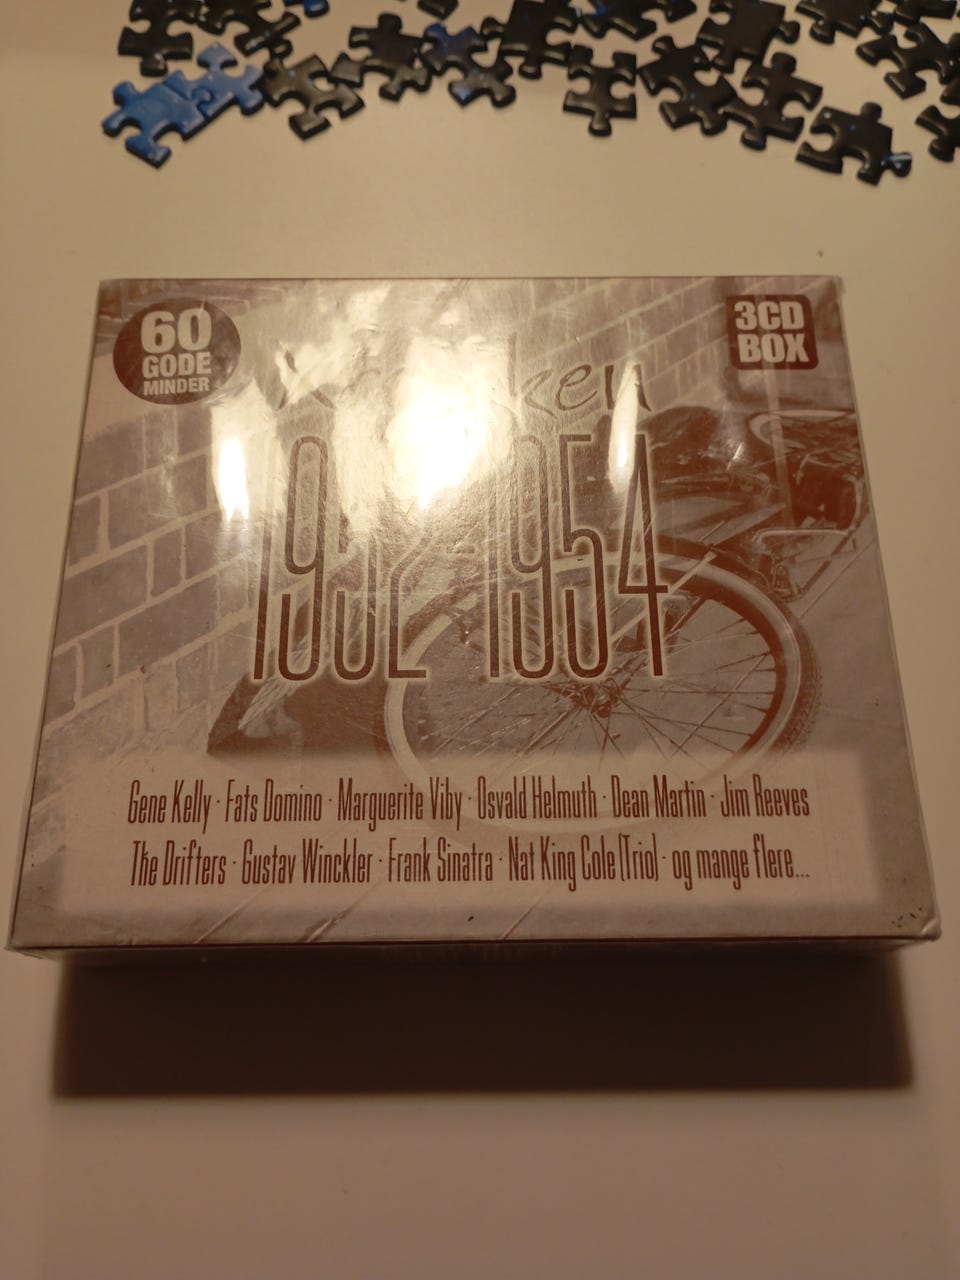 60
GODE
MINDER
3CD
BOX
1952-1954
Gene Kelly · Fats Domino · Marguerite Viby · Osvald Helmuth · Dean Martin · Jim Reeves
The Drifters · Gustav Winckler · Frank Sinatra · Nat King Cole (Trio) · og mange flere...